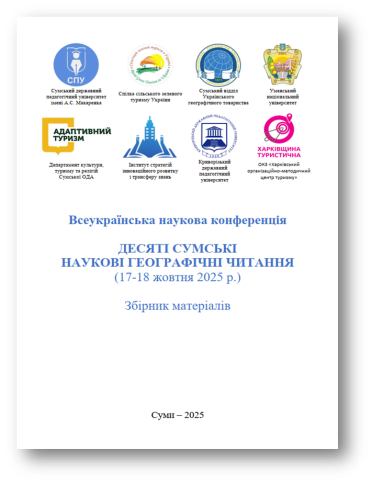 СПУ
Сумський державний
педагогічний університет
імені А.С. Макаренка
Спілка сільського зеленого
туризму України
Сумський відділ
Українського
географічного товариства
Уманський
національний
університет
АДАПТИВНИЙ
ТУРИЗМ
Департамент культури,
туризму та релігій
Сумської ОДА
Інститут стратегій
інноваційного розвитку
і трансферу знань
Криворізький
державний
педагогічний
університет
ХАРКІВЩИНА
ТУРИСТИЧНА
ОКЗ «Харківський
організаційно-методичний
центр туризму»
Всеукраїнська наукова конференція
ДЕСЯТІ СУМСЬКІ
НАУКОВІ ГЕОГРАФІЧНІ ЧИТАННЯ
(17-18 жовтня 2025 р.)
Збірник матеріалів
Суми – 2025